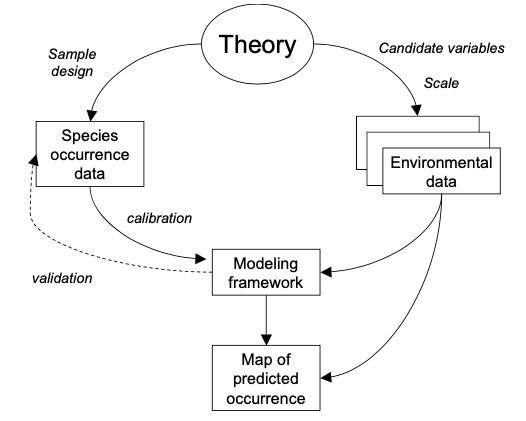 Theory
Sample
design
Candidate variables
Scale
Species
occurrence
data
Environmental
data
calibration
validation
Modeling
framework
Map of
predicted
occurrence